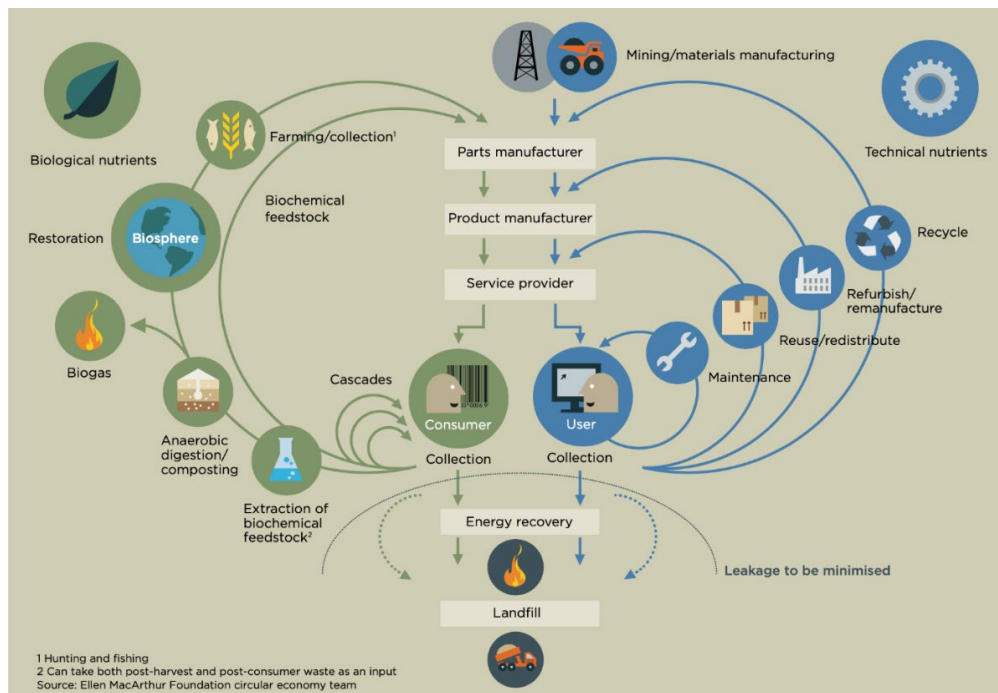 Mining/materials manufacturing
Biological nutrients
Technical nutrients
Farming/collection¹
Parts manufacturer
Biochemical
feedstock
Product manufacturer
Restoration
Biosphere
Recycle
Service provider
Refurbish/
remanufacture
Reuse/redistribute
Biogas
Cascades
Maintenance
Consumer
User
Anaerobic
digestion/
composting
Collection
Collection
Extraction of
biochemical
feedstock²
Energy recovery
Leakage to be minimised
Landfill
1 Hunting and fishing
2 Can take both post-harvest and post-consumer waste as an input
Source: Ellen MacArthur Foundation circular economy team